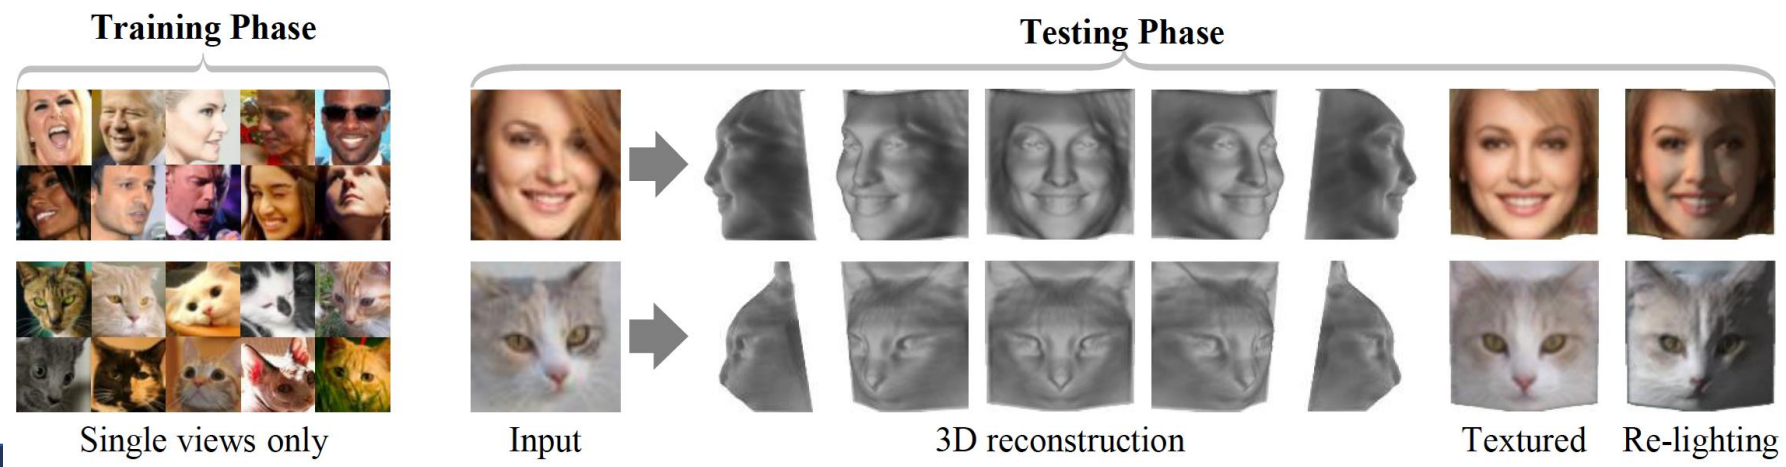 Training Phase
Testing Phase
Single views only
Input
3D reconstruction
Textured
Re-lighting